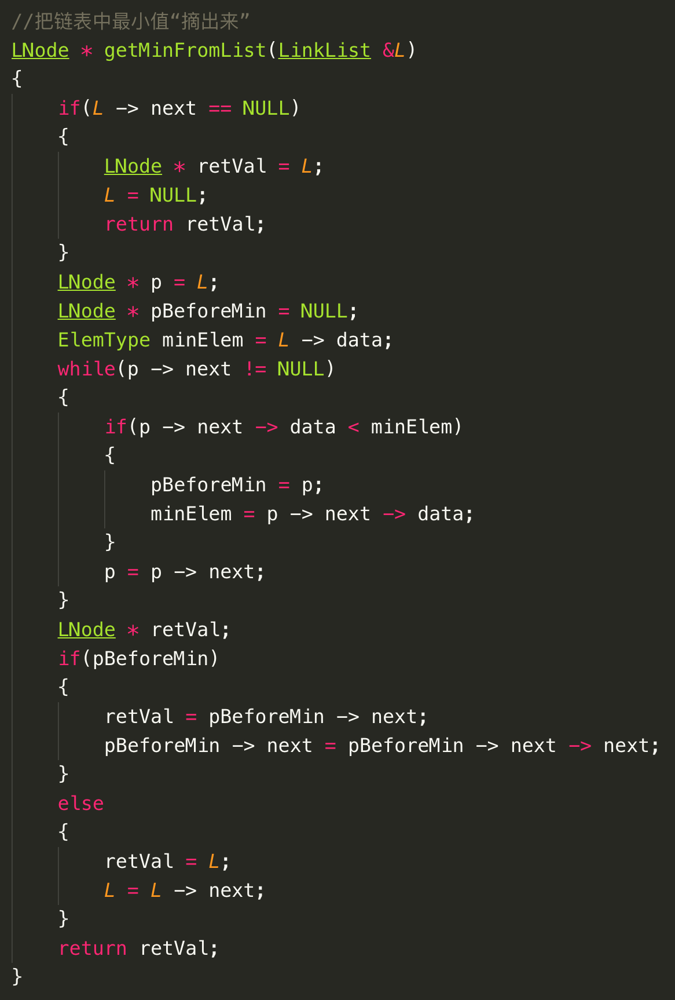 //把链表中最小值“摘出来”
LNode * getMinFromList(LinkList &L)
{
    if(L -> next == NULL)
    {
        LNode * retVal = L;
        L = NULL;
        return retVal;
    }
    LNode * p = L;
    LNode * pBeforeMin = NULL;
    ElemType minElem = L -> data;
    while(p -> next != NULL)
    {
        if(p -> next -> data < minElem)
        {
            pBeforeMin = p;
            minElem = p -> next -> data;
        }
        p = p -> next;
    }
    LNode * retVal;
    if(pBeforeMin)
    {
        retVal = pBeforeMin -> next;
        pBeforeMin -> next = pBeforeMin -> next -> next;
    }
    else
    {
        retVal = L;
        L = L -> next;
    }
    return retVal;
}